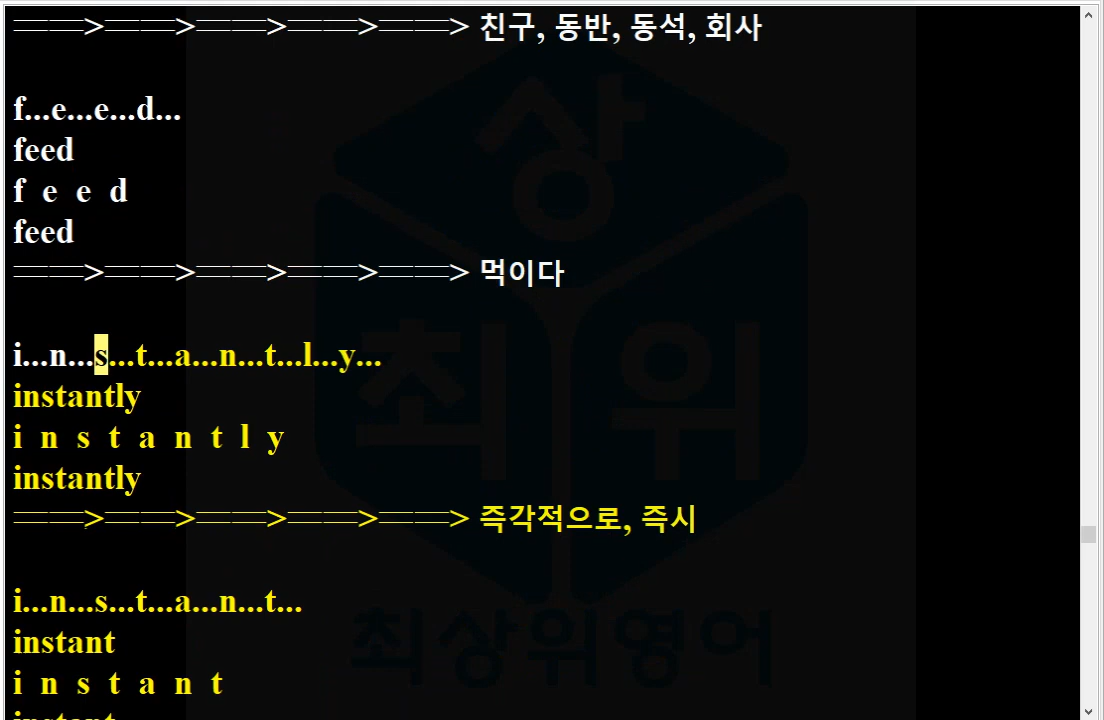 ═══>═══>═══>═══>═══> 친구, 동반, 동석, 회사
f...e...e...d...
feed
f e e d
feed
═══>═══>═══>═══>═══> 먹이다
i...n...s...t...a...n...t...l...y...
instantly
i n s t a n t l y
instantly
═══>═══>═══>═══>═══> 즉각적으로, 즉시
i...n...s...t...a...n...t...
instant
i n s t a n t
instant
상
최 위
최상위영어